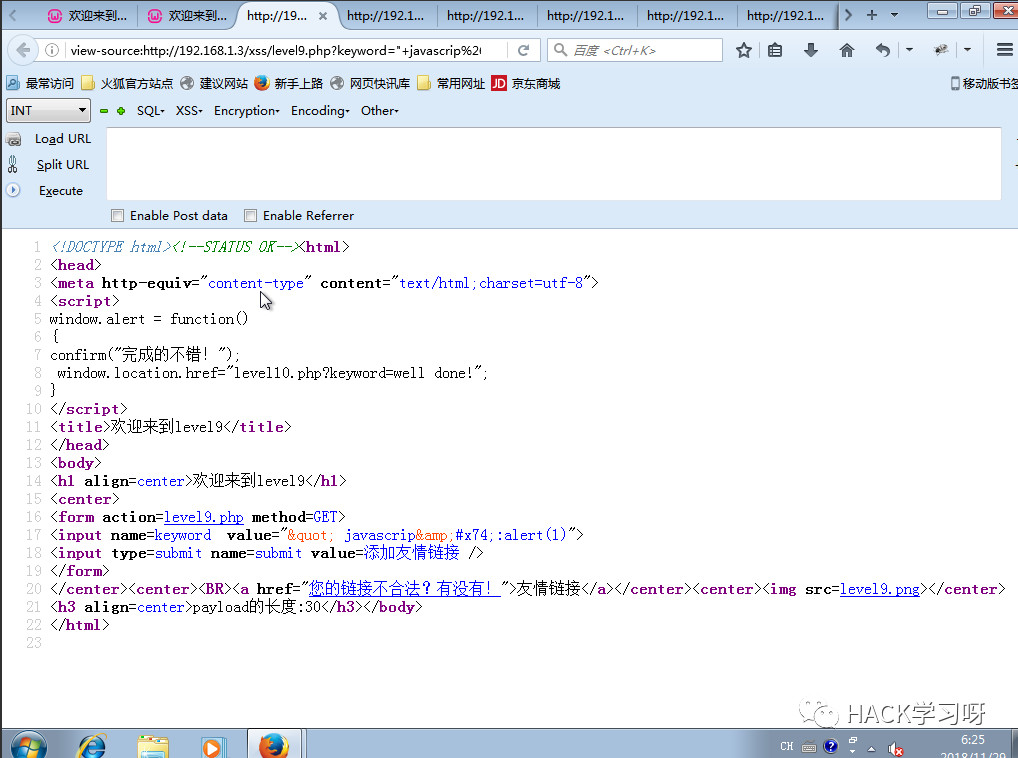 欢迎来到...
欢迎来到...
http://19...
http://192.1...
http://192.1...
http://192.1...
http://192.1...
http://192.1...
view-source:http://192.168.1.3/xss/level9.php?keyword="+javascrip%2(
百度 <Ctrl+K>
最常访问 火狐官方站点 建议网站 新手上路 网页快讯库 常用网址 JD 京东商城 移动版书签
INT SQL XSS Encryption Encoding Other
Load URL
Split URL
Execute
Enable Post data Enable Referrer
1 <!DOCTYPE html><!--STATUS OK--><html>
2 <head>
3 <meta http-equiv="content-type" content="text/html;charset=utf-8">
4 <script>
5 window.alert = function()
6 {
7 confirm("完成的不错！");
8  window.location.href="level10.php?keyword=well done!";
9 }
10 </script>
11 <title>欢迎来到level9</title>
12 </head>
13 <body>
14 <h1 align=center>欢迎来到level9</h1>
15 <center>
16 <form action=level9.php method=GET>
17 <input name=keyword  value="&quot; javascrip&amp;#x74;:alert(1)">
18 <input type=submit name=submit value=添加友情链接 />
19 </form>
20 </center><center><BR><a href="您的链接不合法？有没有！">友情链接</a></center><center><img src=level9.png></center>
21 <h3 align=center>payload的长度:30</h3></body>
22 </html>
23
HACK学习呀
CH
6:25
2018/11/29